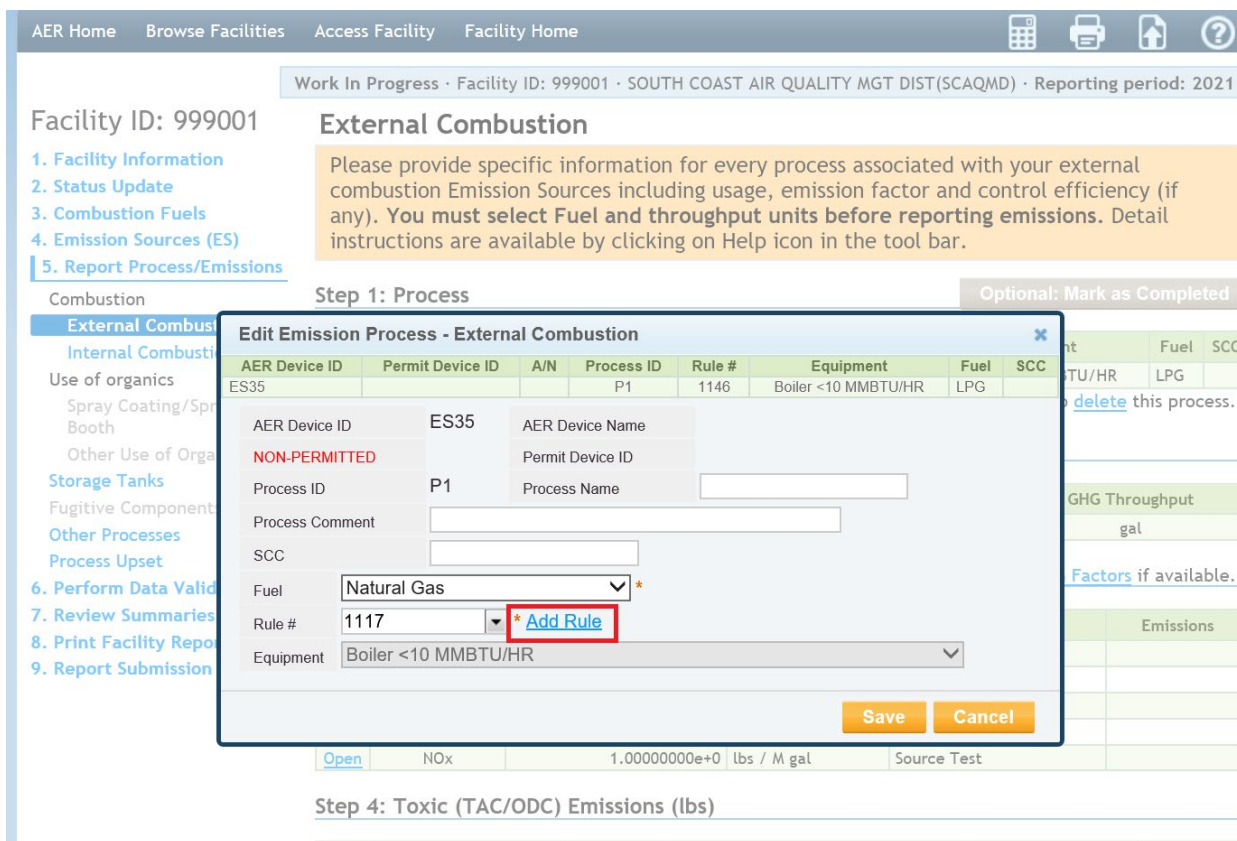 AER Home Browse Facilities Access Facility Facility Home
Work In Progress · Facility ID: 999001 · SOUTH COAST AIR QUALITY MGT DIST(SCAQMD) · Reporting period: 2021
Facility ID: 999001
1. Facility Information
2. Status Update
3. Combustion Fuels
4. Emission Sources (ES)
5. Report Process/Emissions
Combustion
External Combust
Internal Combusti
Use of organics
Spray Coating/Spr
Booth
Other Use of Orga
Storage Tanks
Fugitive Component
Other Processes
Process Upset
6. Perform Data Valid
7. Review Summaries
8. Print Facility Repo
9. Report Submission
External Combustion
Please provide specific information for every process associated with your external
combustion Emission Sources including usage, emission factor and control efficiency (if
any). You must select Fuel and throughput units before reporting emissions. Detail
instructions are available by clicking on Help icon in the tool bar.
Step 1: Process
Optional: Mark as Completed
nt Fuel SCC
BTU/HR LPG
delete this process.
Edit Emission Process - External Combustion
AER Device ID Permit Device ID A/N Process ID Rule # Equipment Fuel SCC
ES35 P1 1146 Boiler <10 MMBTU/HR LPG
AER Device ID ES35 AER Device Name
NON-PERMITTED Permit Device ID
Process ID P1 Process Name
Process Comment
SCC
Fuel Natural Gas *
Rule # 1117 * Add Rule
Equipment Boiler <10 MMBTU/HR
Save Cancel
GHG Throughput
gal
Factors if available.
Emissions
Open NOx 1.00000000e+0 lbs / M gal Source Test
Step 4: Toxic (TAC/ODC) Emissions (lbs)